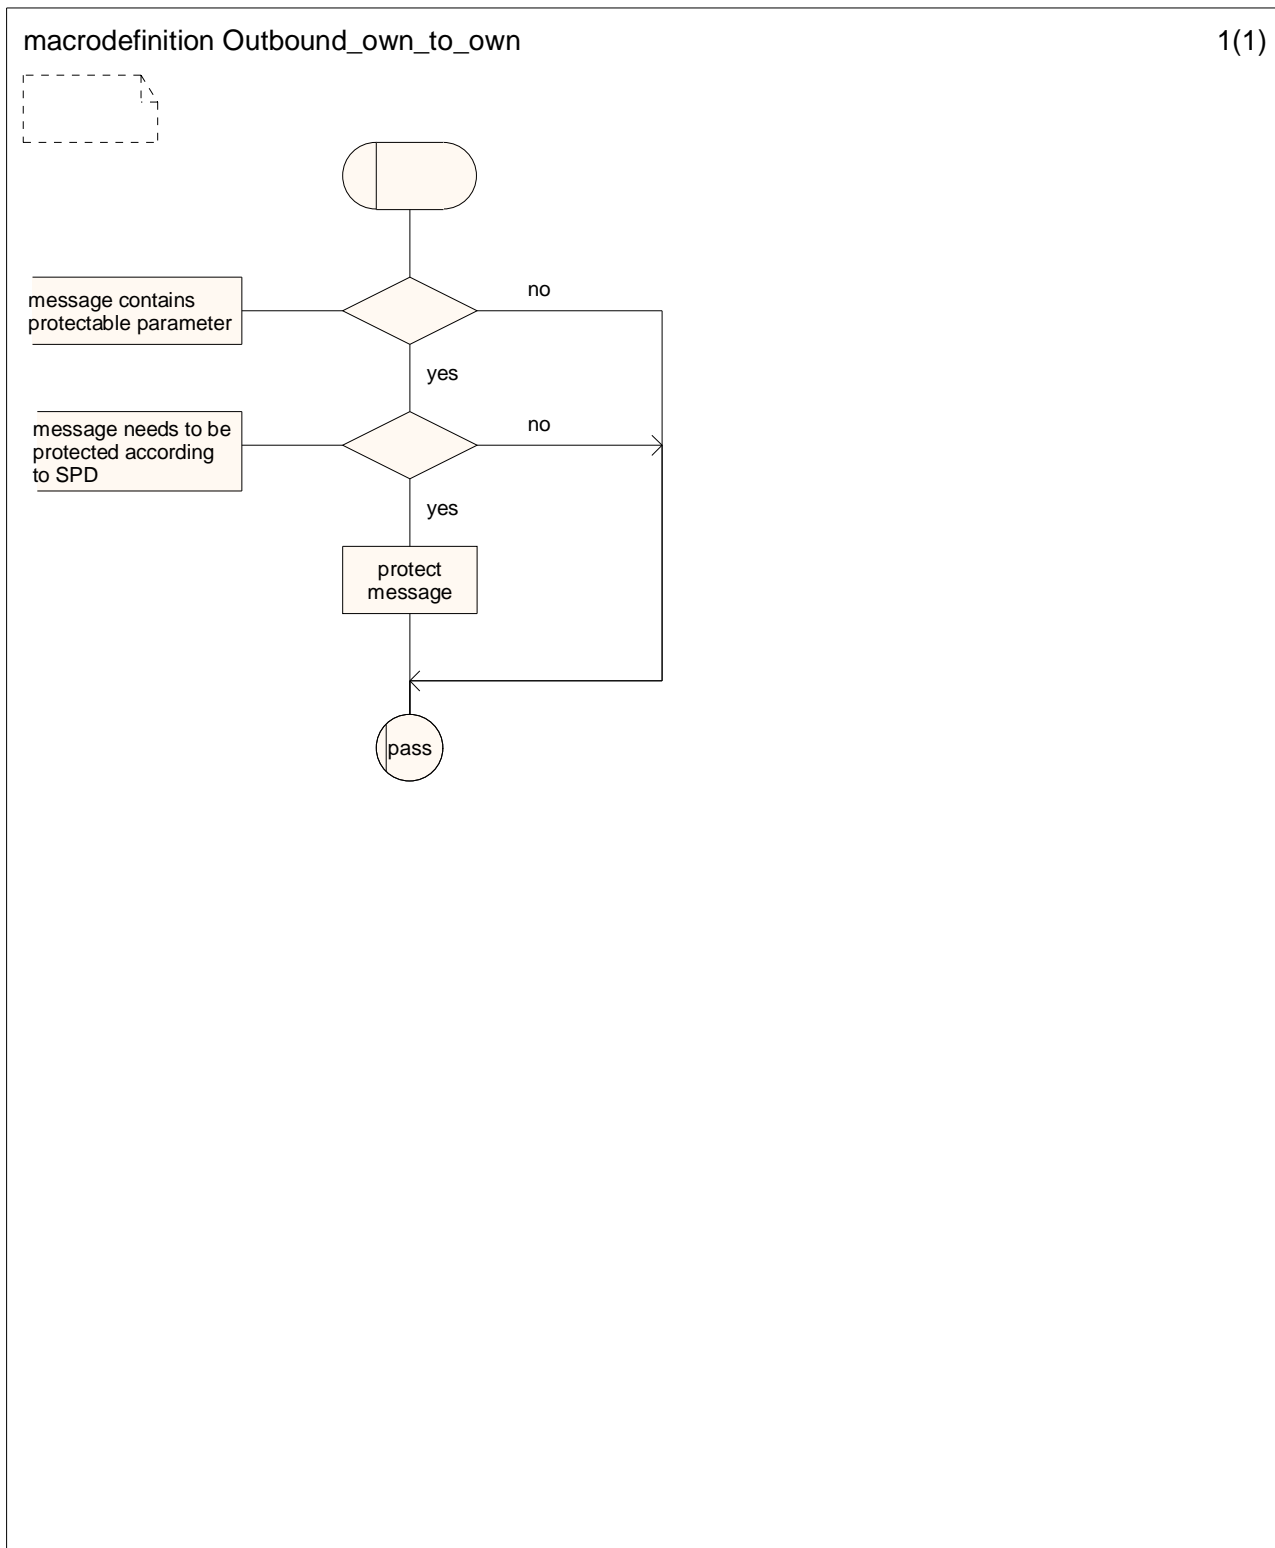 macrodefinition Outbound_own_to_own
1(1)
message contains
protectable parameter
no
yes
message needs to be
protected according
to SPD
no
yes
protect
message
pass